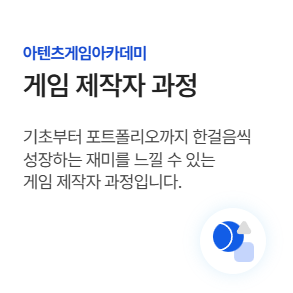 아텐츠게임아카데미
게임 제작자 과정
기초부터 포트폴리오까지 한걸음씩
성장하는 재미를 느낄 수 있는
게임 제작자 과정입니다.